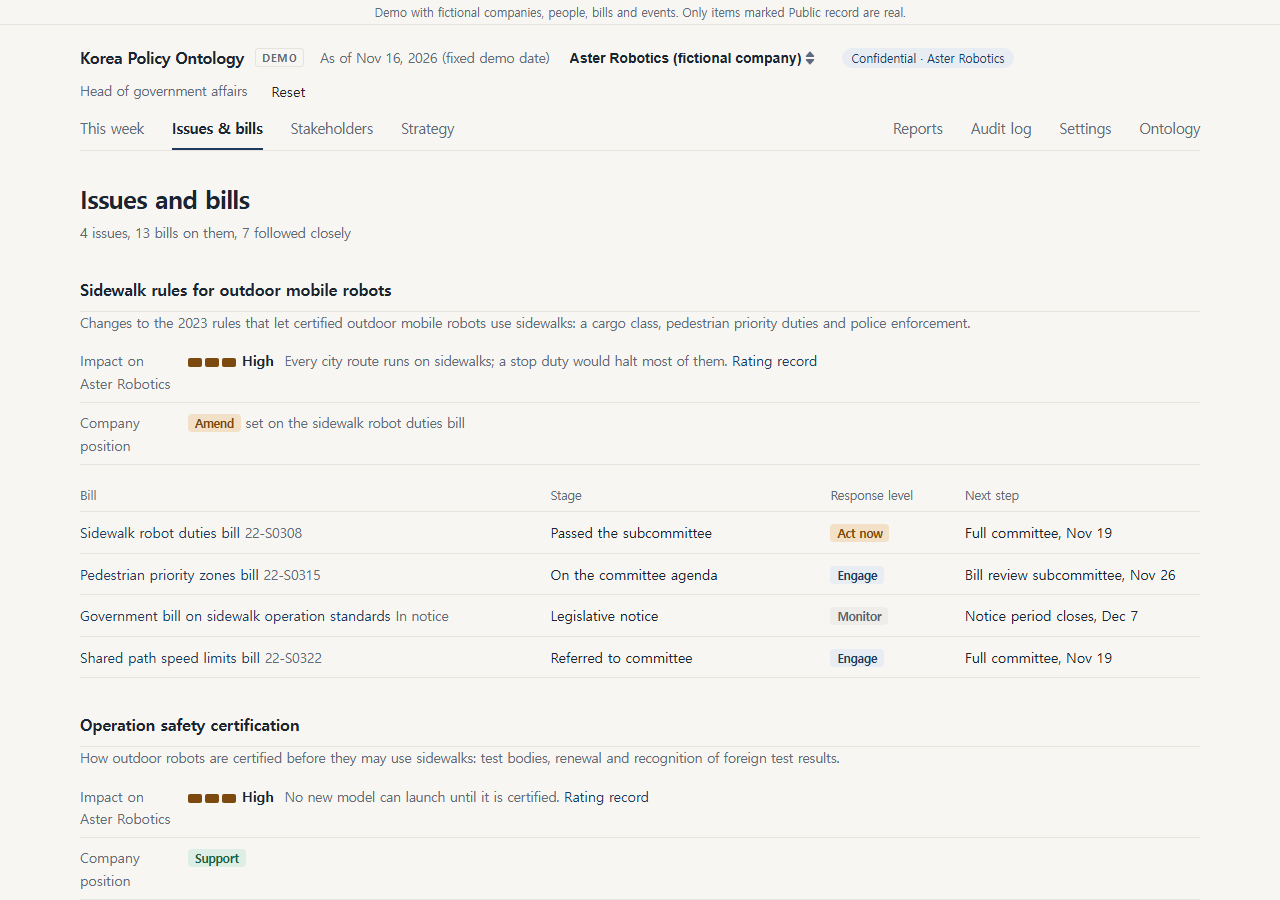 Demo with fictional companies, people, bills and events. Only items marked Public record are real.
Korea Policy Ontology DEMO As of Nov 16, 2026 (fixed demo date) Aster Robotics (fictional company) Confidential · Aster Robotics
Head of government affairs Reset
This week Issues & bills Stakeholders Strategy Reports Audit log Settings Ontology
Issues and bills
4 issues, 13 bills on them, 7 followed closely
Sidewalk rules for outdoor mobile robots
Changes to the 2023 rules that let certified outdoor mobile robots use sidewalks: a cargo class, pedestrian priority duties and police enforcement.
Impact on Aster Robotics High Every city route runs on sidewalks; a stop duty would halt most of them. Rating record
Company position Amend set on the sidewalk robot duties bill
Bill Stage Response level Next step
Sidewalk robot duties bill 22-S0308 Passed the subcommittee Act now Full committee, Nov 19
Pedestrian priority zones bill 22-S0315 On the committee agenda Engage Bill review subcommittee, Nov 26
Government bill on sidewalk operation standards In notice Legislative notice Monitor Notice period closes, Dec 7
Shared path speed limits bill 22-S0322 Referred to committee Engage Full committee, Nov 19
Operation safety certification
How outdoor robots are certified before they may use sidewalks: test bodies, renewal and recognition of foreign test results.
Impact on Aster Robotics High No new model can launch until it is certified. Rating record
Company position Support